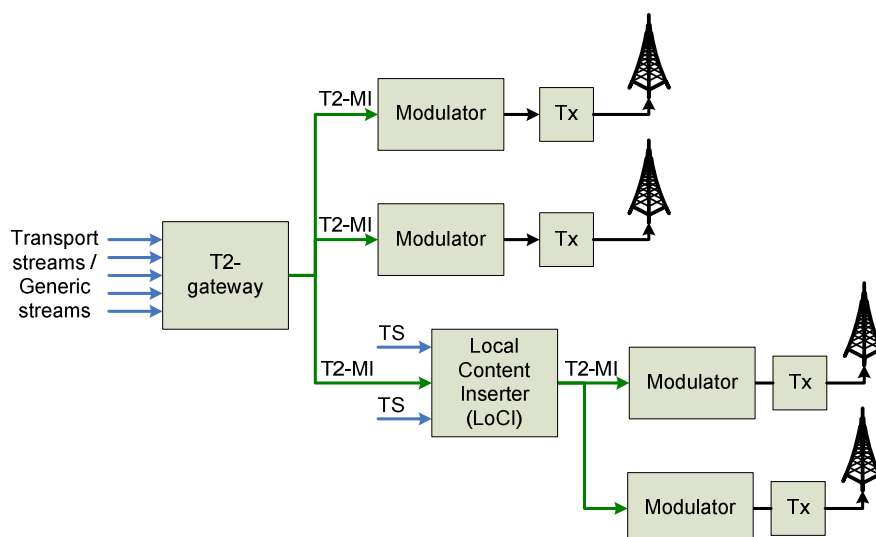 T2-MI
Modulator
Tx
T2-MI
Modulator
Tx
Transport
streams /
Generic
streams
T2-
gateway
TS
T2-MI
TS
Local
Content
Inserter
(LoCI)
T2-MI
Modulator
Tx
Modulator
Tx